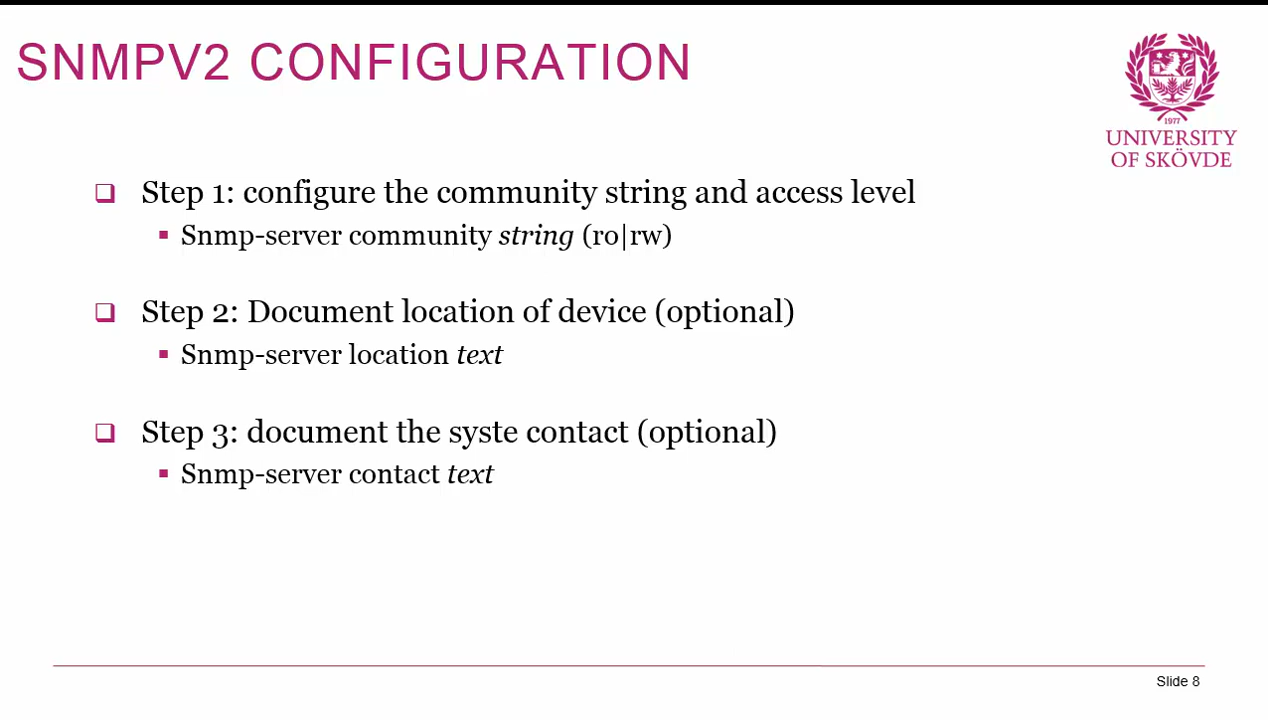 SNMPV2 CONFIGURATION
1977
UNIVERSITY
OF SKÖVDE
Step 1: configure the community string and access level
Snmp-server community string (ro|rw)
Step 2: Document location of device (optional)
Snmp-server location text
Step 3: document the syste contact (optional)
Snmp-server contact text
Slide 8